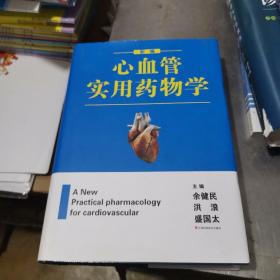 新编
心血管
实用药物学
A New
Practical pharmacology
for cardiovascular
主编
余健民
洪浪
盛国太